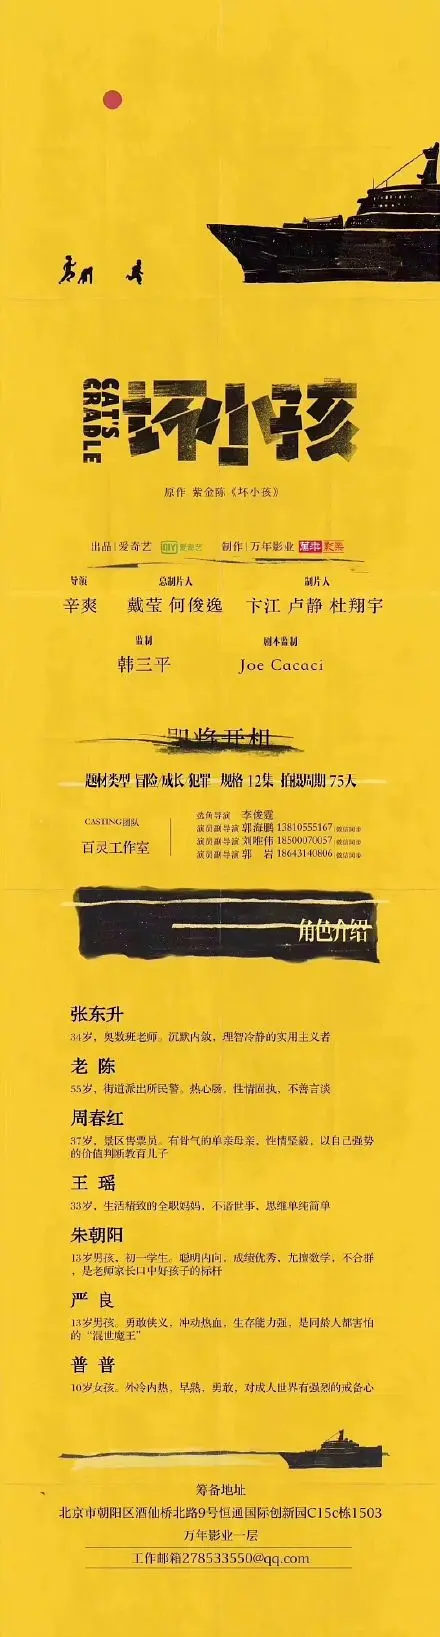 CAT'S
CRADLE
坏小孩
原作 紫金陈《坏小孩》
出品|爱奇艺 iQIYI 爱奇艺 制作|万年影业 萬年影業
导演 总制片人 制片人
辛爽 戴莹 何俊逸 卞江 卢静 杜翔宇
监制 剧本监制
韩三平 Joe Cacaci
即将开机
题材类型 冒险/成长/犯罪 规格 12集 拍摄周期 75天
CASTING团队
百灵工作室
选角导演 李俊霆
演员副导演 郭海鹏 13810555167 |微信同步
演员副导演 刘唯伟 18500070057 |微信同步
演员副导演 郭 岩 18643140806 |微信同步
角色介绍
张东升
34岁，奥数班老师。沉默内敛，理智冷静的实用主义者
老 陈
55岁，街道派出所民警。热心肠，性情固执，不善言谈
周春红
37岁，景区售票员。有骨气的单亲母亲，性情坚毅，以自己强势
的价值判断教育儿子
王 瑶
33岁，生活精致的全职妈妈，不谙世事，思维单纯简单
朱朝阳
13岁男孩，初一学生。聪明内向，成绩优秀，尤擅数学，不合群
，是老师家长口中好孩子的标杆
严 良
13岁男孩。勇敢侠义，冲动热血，生存能力强，是同龄人都害怕
的“混世魔王”
普 普
10岁女孩。外冷内热，早熟，勇敢，对成人世界有强烈的戒备心
筹备地址
北京市朝阳区酒仙桥北路9号恒通国际创新园C15c栋1503
万年影业一层
工作邮箱278533550@qq.com